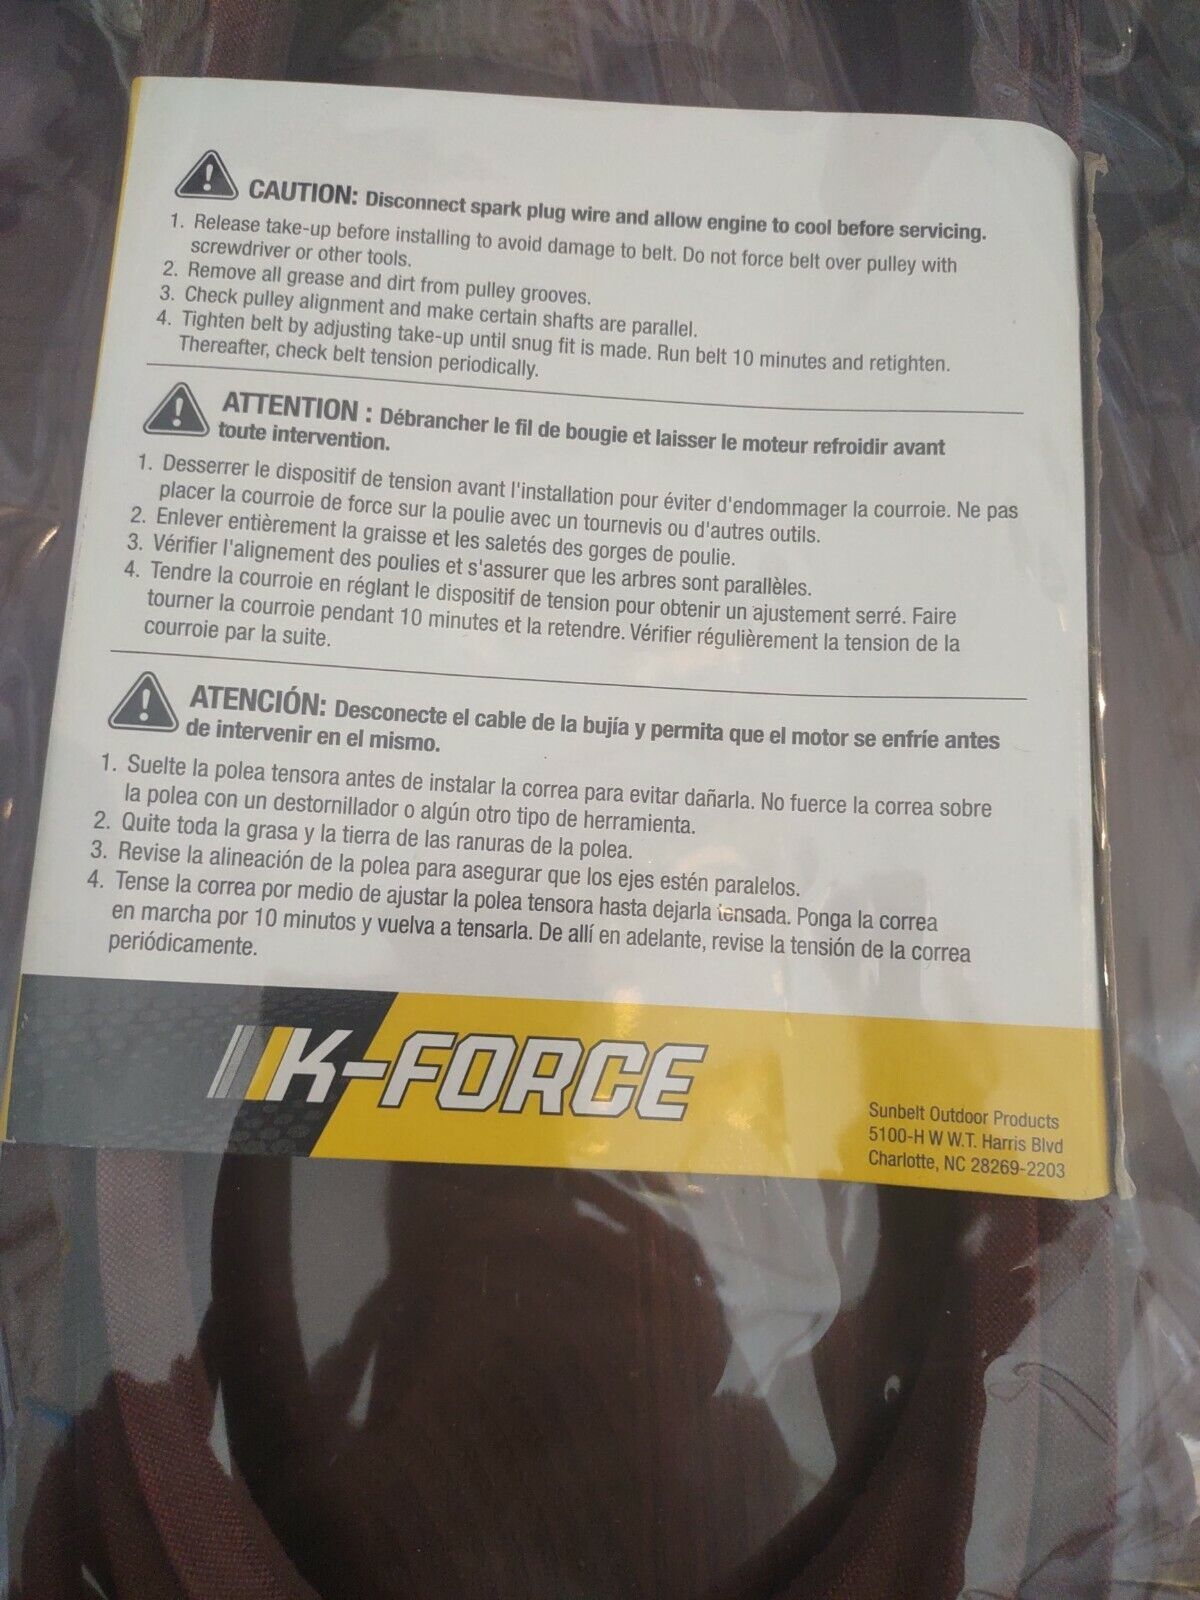 CAUTION: Disconnect spark plug wire and allow engine to cool before servicing.
1. Release take-up before installing to avoid damage to belt. Do not force belt over pulley with
screwdriver or other tools.
2. Remove all grease and dirt from pulley grooves.
3. Check pulley alignment and make certain shafts are parallel.
4. Tighten belt by adjusting take-up until snug fit is made. Run belt 10 minutes and retighten.
Thereafter, check belt tension periodically.
ATTENTION : Débrancher le fil de bougie et laisser le moteur refroidir avant
toute intervention.
1. Desserrer le dispositif de tension avant l'installation pour éviter d'endommager la courroie. Ne pas
placer la courroie de force sur la poulie avec un tournevis ou d'autres outils.
2. Enlever entièrement la graisse et les saletés des gorges de poulie.
3. Vérifier l'alignement des poulies et s'assurer que les arbres sont parallèles.
4. Tendre la courroie en réglant le dispositif de tension pour obtenir un ajustement serré. Faire
tourner la courroie pendant 10 minutes et la retendre. Vérifier régulièrement la tension de la
courroie par la suite.
ATENCIÓN: Desconecte el cable de la bujía y permita que el motor se enfríe antes
de intervenir en el mismo.
1. Suelte la polea tensora antes de instalar la correa para evitar dañarla. No fuerce la correa sobre
la polea con un destornillador o algún otro tipo de herramienta.
2. Quite toda la grasa y la tierra de las ranuras de la polea.
3. Revise la alineación de la polea para asegurar que los ejes estén paralelos.
4. Tense la correa por medio de ajustar la polea tensora hasta dejarla tensada. Ponga la correa
en marcha por 10 minutos y vuelva a tensarla. De allí en adelante, revise la tensión de la correa
periódicamente.
K-FORCE
Sunbelt Outdoor Products
5100-H W W.T. Harris Blvd
Charlotte, NC 28269-2203